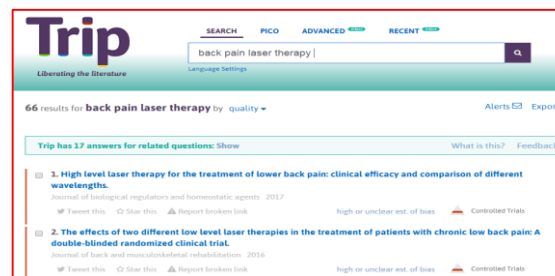 Trip
Liberating the literature
SEARCH PICO ADVANCED RECENT
back pain laser therapy
Language Settings
66 results for back pain laser therapy by quality
Alerts Expor
Trip has 17 answers for related questions: Show What is this? Feedback
1. High level laser therapy for the treatment of lower back pain: clinical efficacy and comparison of different
wavelengths.
Journal of biological regulators and homeostatic agents 2017
Tweet this Star this Report broken link high or unclear est. of bias Controlled Trials
2. The effects of two different low level laser therapies in the treatment of patients with chronic low back pain: A
double-blinded randomized clinical trial.
Journal of back and musculoskeletal rehabilitation 2016
Tweet this Star this Report broken link high or unclear est. of bias Controlled Trials